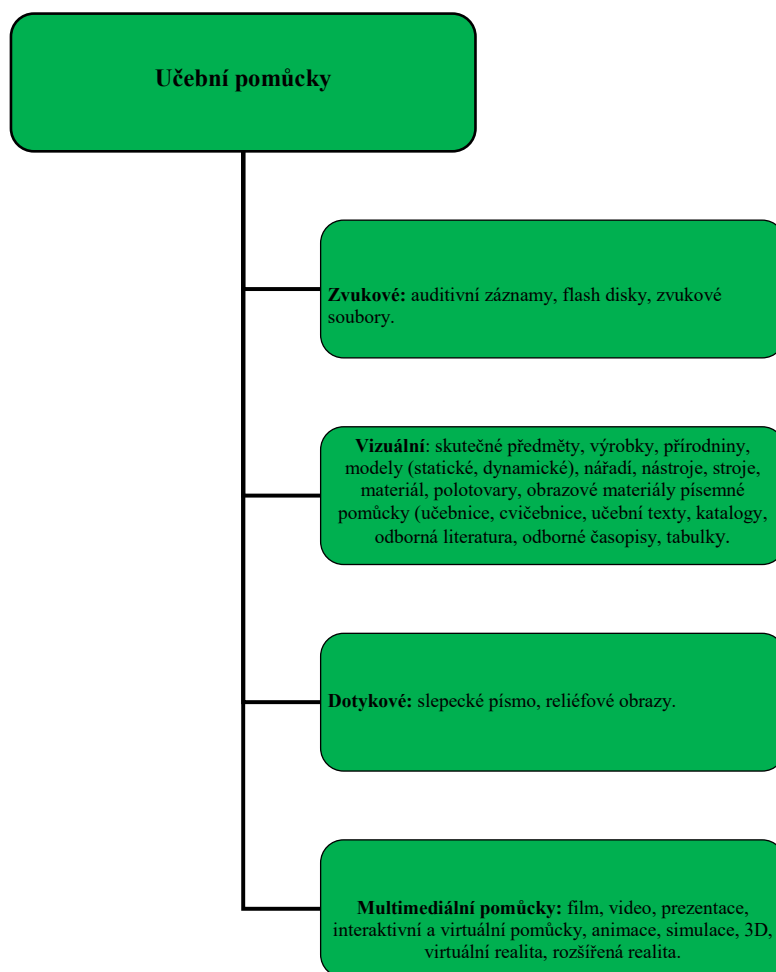 Učební pomůcky
Zvukové: auditivní záznamy, flash disky, zvukové
soubory.
Vizuální: skutečné předměty, výrobky, přírodniny,
modely (statické, dynamické), nářadí, nástroje, stroje,
materiál, polotovary, obrazové materiály písemné
pomůcky (učebnice, cvičebnice, učební texty, katalogy,
odborná literatura, odborné časopisy, tabulky.
Dotykové: slepecké písmo, reliéfové obrazy.
Multimediální pomůcky: film, video, prezentace,
interaktivní a virtuální pomůcky, animace, simulace, 3D,
virtuální realita, rozšířená realita.